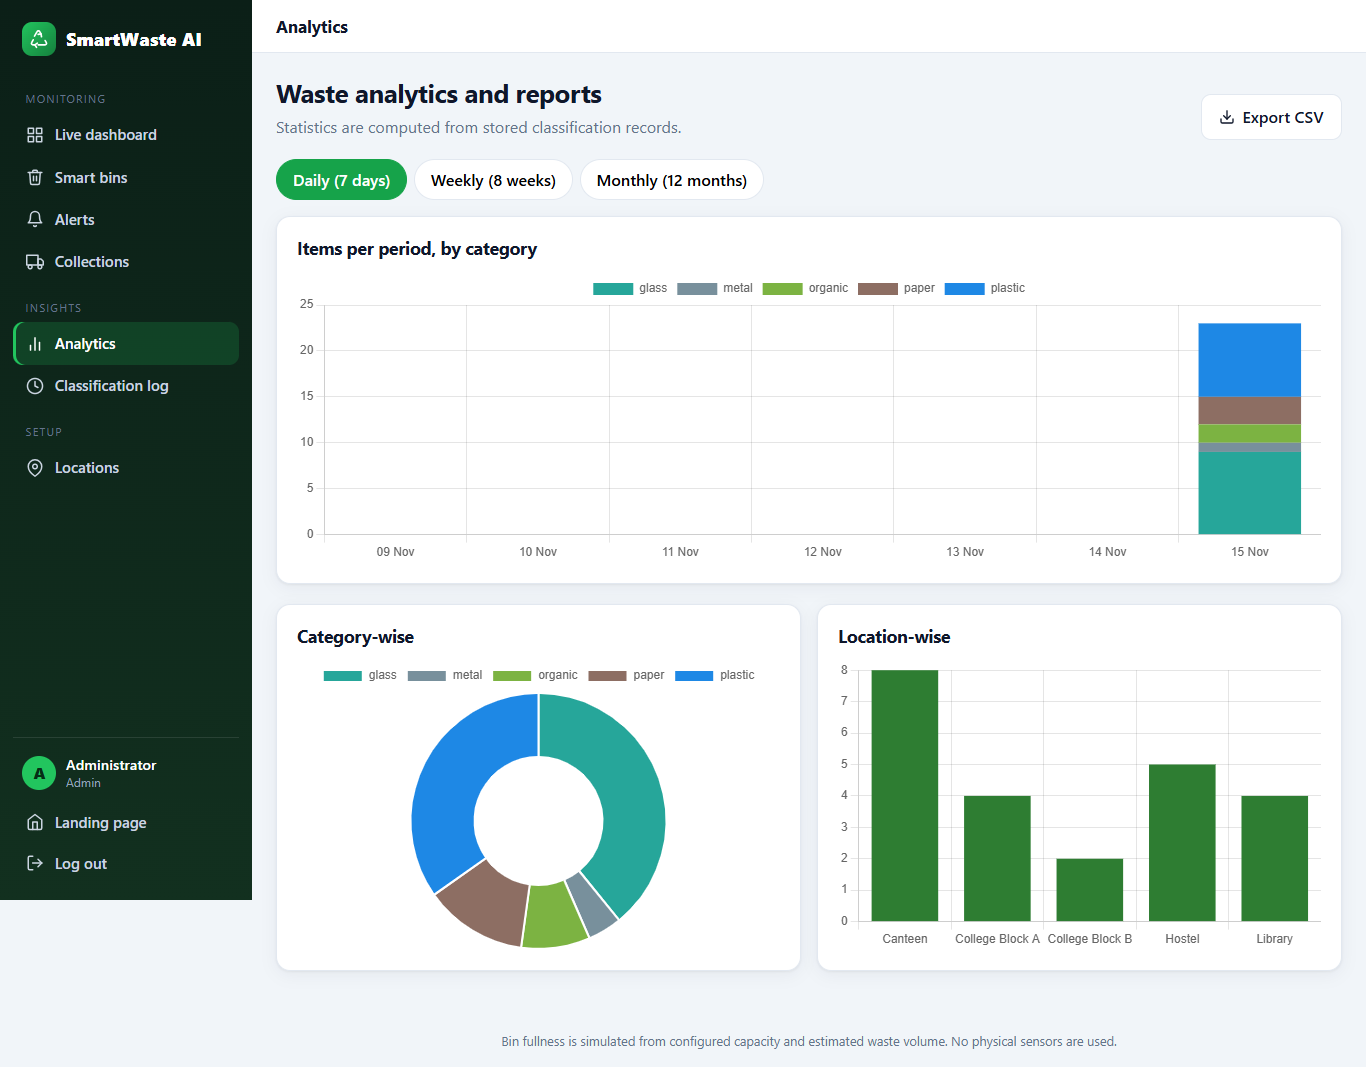 SmartWaste AI
MONITORING
Live dashboard
Smart bins
Alerts
Collections
INSIGHTS
Analytics
Classification log
SETUP
Locations
A
Administrator
Admin
Landing page
Log out
Analytics
Waste analytics and reports
Statistics are computed from stored classification records.
Export CSV
Daily (7 days) Weekly (8 weeks) Monthly (12 months)
Items per period, by category
glass metal organic paper plastic
25
20
15
10
5
0
09 Nov 10 Nov 11 Nov 12 Nov 13 Nov 14 Nov 15 Nov
Category-wise
glass metal organic paper plastic
Location-wise
8
7
6
5
4
3
2
1
0
Canteen College Block A College Block B Hostel Library
Bin fullness is simulated from configured capacity and estimated waste volume. No physical sensors are used.